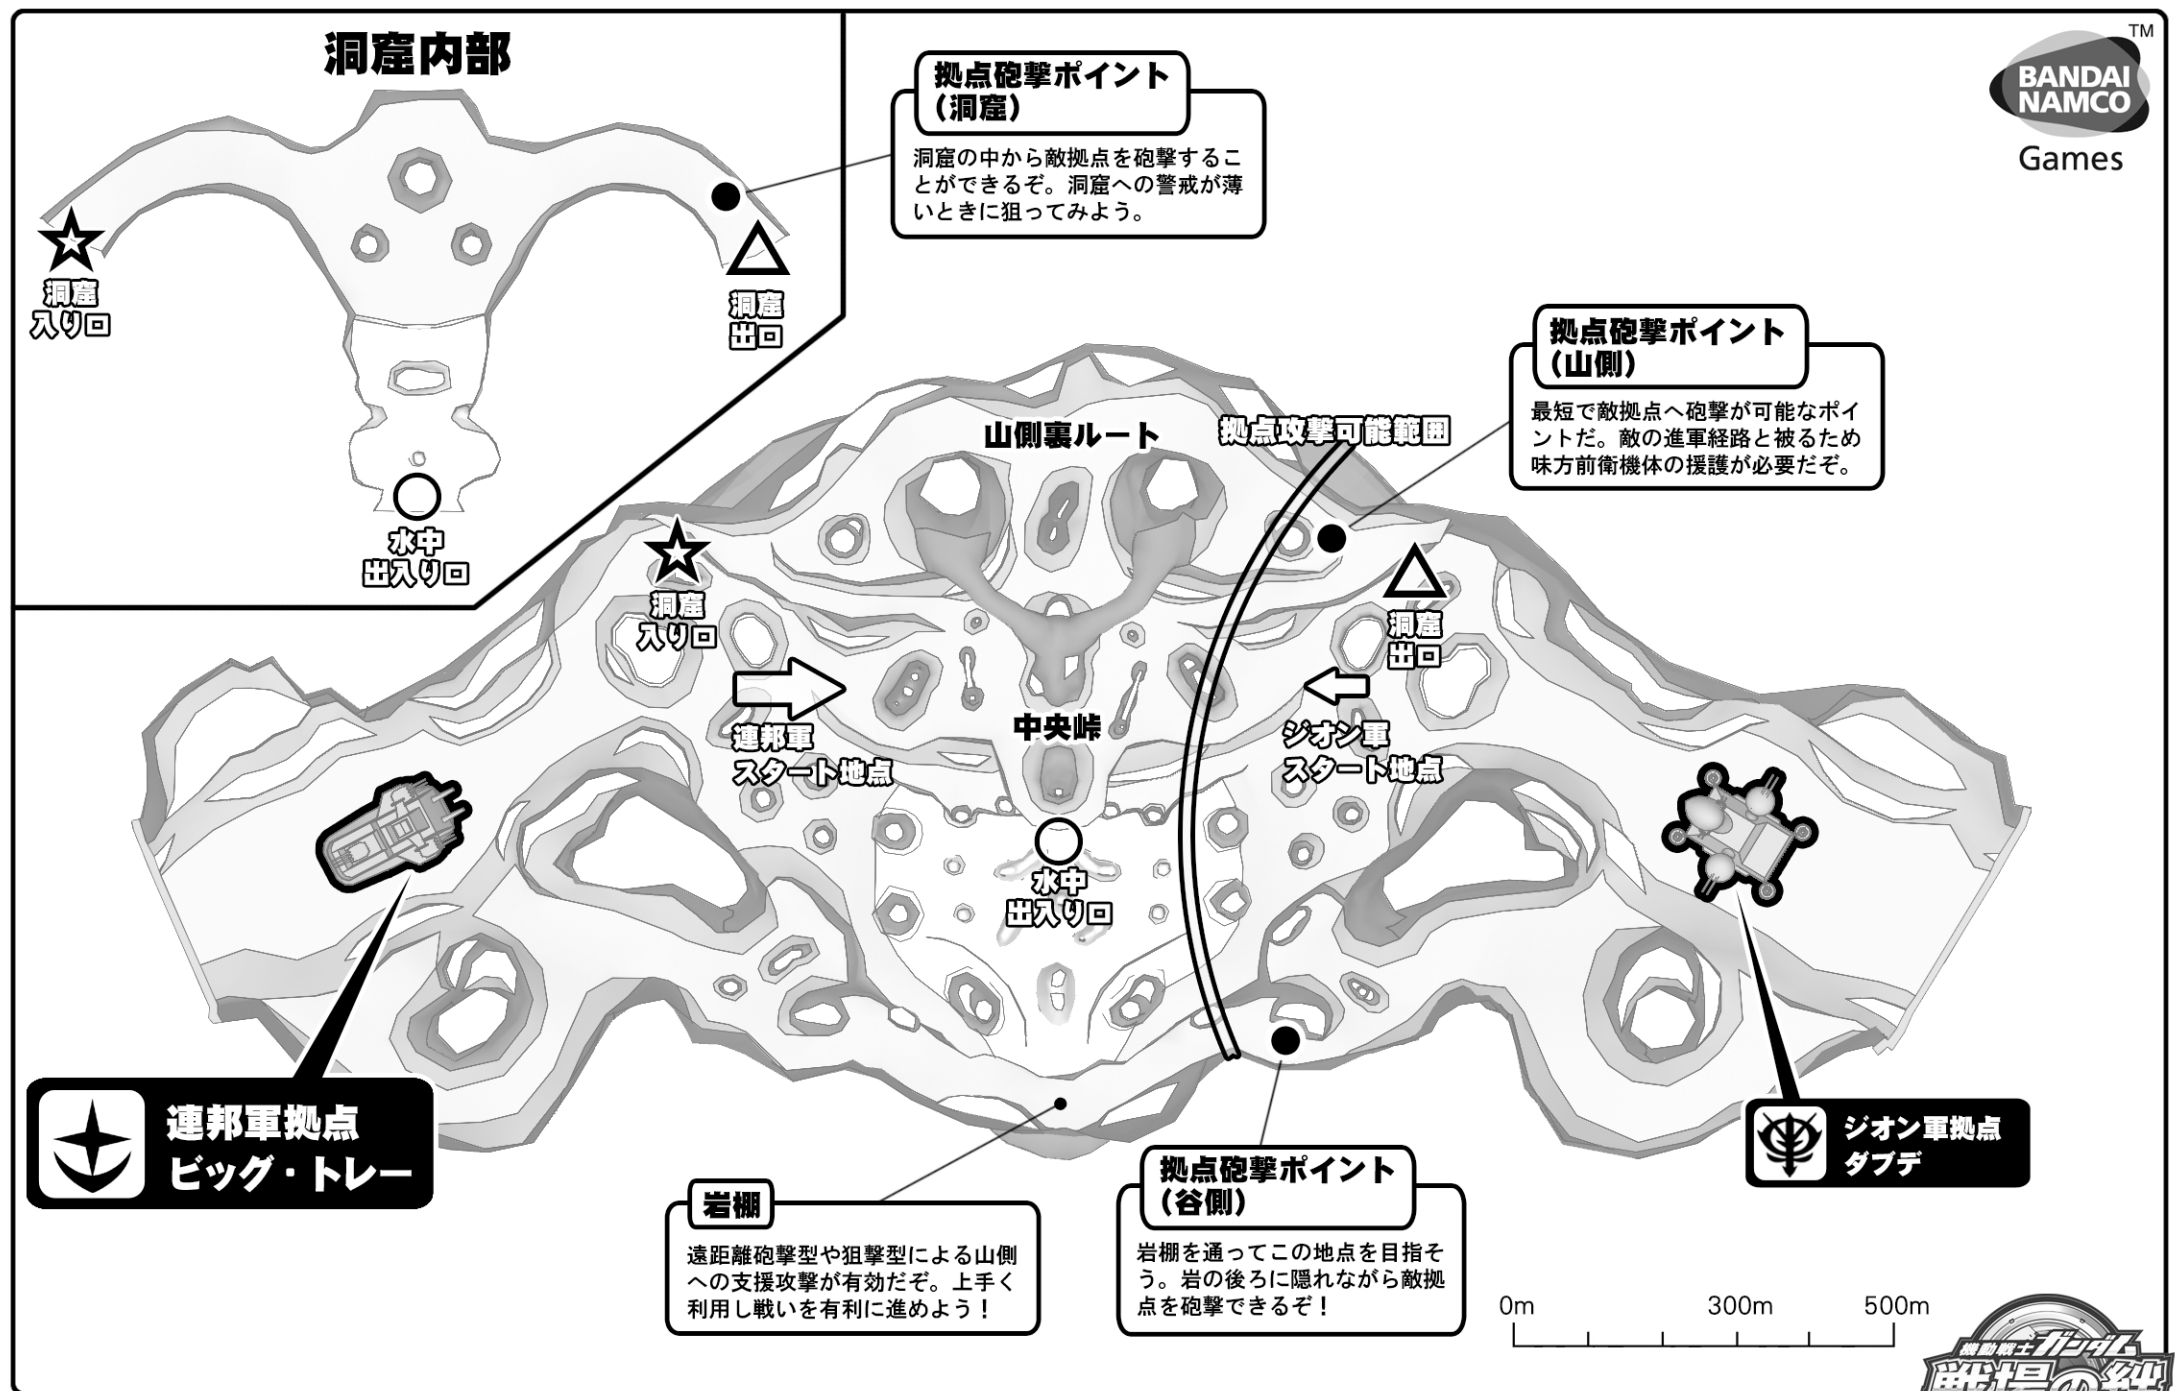 洞窟内部
洞窟
入り口
洞窟
出口
水中
出入り口
拠点砲撃ポイント
(洞窟)
洞窟の中から敵拠点を砲撃するこ
とができるぞ。洞窟への警戒が薄
いときに狙ってみよう。
TM
BANDAI
NAMCO
Games
拠点砲撃ポイント
(山側)
最短で敵拠点へ砲撃が可能なポイ
ントだ。敵の進軍経路と被るため
味方前衛機体の援護が必要だぞ。
山側裏ルート
拠点攻撃可能範囲
洞窟
入り口
洞窟
出口
連邦軍
スタート地点
中央峠
ジオン軍
スタート地点
水中
出入り口
連邦軍拠点
ビッグ・トレー
ジオン軍拠点
ダブデ
岩棚
遠距離砲撃型や狙撃型による山側
への支援攻撃が有効だぞ。上手く
利用し戦いを有利に進めよう！
拠点砲撃ポイント
(谷側)
岩棚を通ってこの地点を目指そ
う。岩の後ろに隠れながら敵拠
点を砲撃できるぞ！
0m 300m 500m
機動戦士ガンダム
戦場の絆